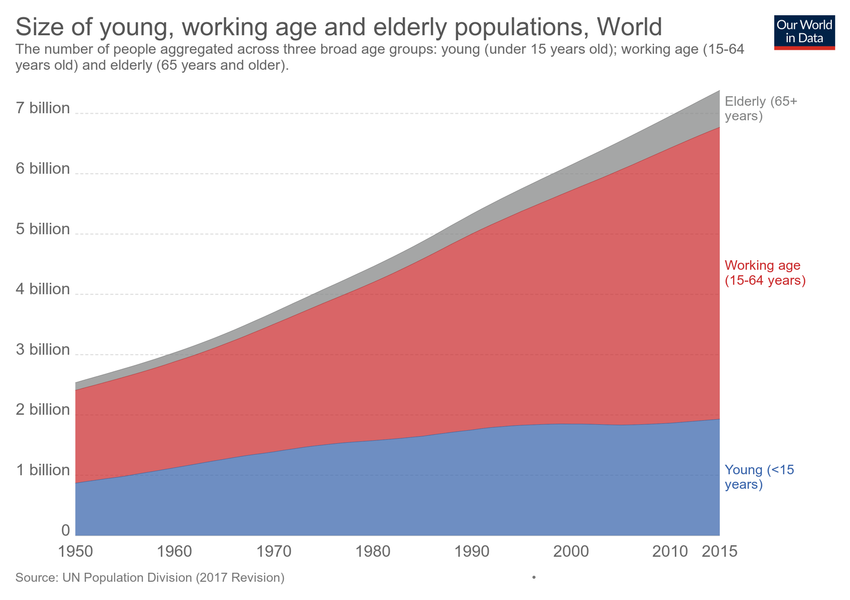 Size of young, working age and elderly populations, World
Our World
in Data
The number of people aggregated across three broad age groups: young (under 15 years old); working age (15-64
years old) and elderly (65 years and older).
7 billion
6 billion
5 billion
4 billion
3 billion
2 billion
1 billion
0
Elderly (65+
years)
Working age
(15-64 years)
Young (<15
years)
1950 1960 1970 1980 1990 2000 2010 2015
Source: UN Population Division (2017 Revision)